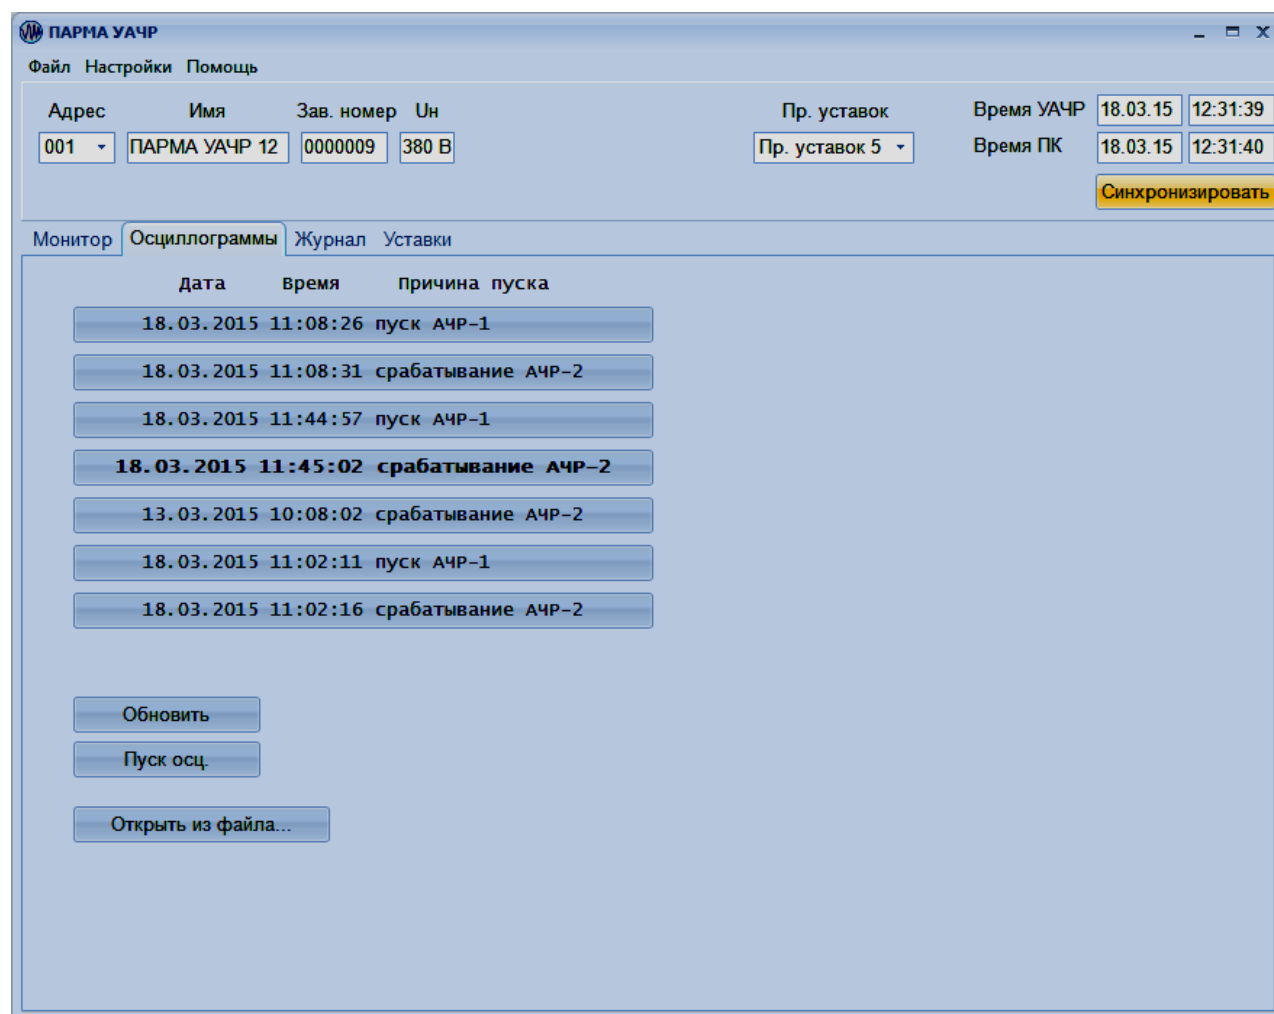 ПАРМА УАЧР
Файл Настройки Помощь
Адрес Имя Зав. номер Uн Пр. уставок Время УАЧР 18.03.15 12:31:39
001 ПАРМА УАЧР 12 0000009 380 В Пр. уставок 5 Время ПК 18.03.15 12:31:40
Синхронизировать
Монитор Осциллограммы Журнал Уставки
Дата Время Причина пуска
18.03.2015 11:08:26 пуск АЧР-1
18.03.2015 11:08:31 срабатывание АЧР-2
18.03.2015 11:44:57 пуск АЧР-1
18.03.2015 11:45:02 срабатывание АЧР-2
13.03.2015 10:08:02 срабатывание АЧР-2
18.03.2015 11:02:11 пуск АЧР-1
18.03.2015 11:02:16 срабатывание АЧР-2
Обновить
Пуск осц.
Открыть из файла...